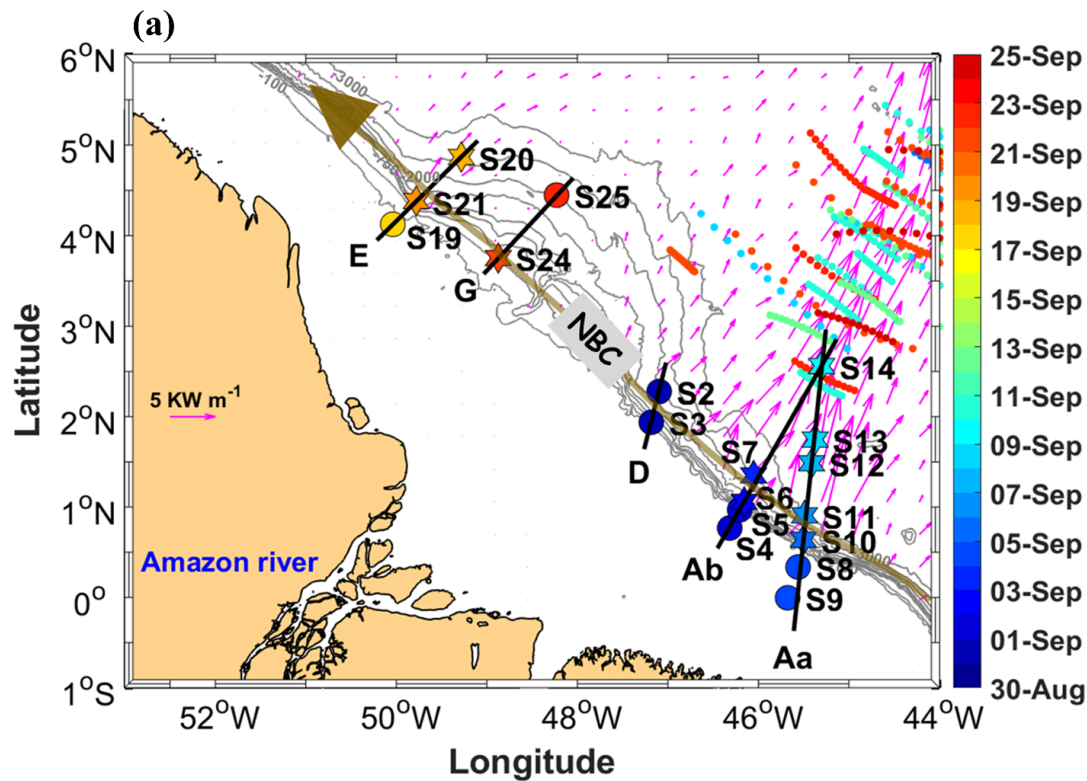 (a)
6°N
5°N
4°N
3°N
2°N
1°N
0°
1°S
Latitude
52°W
50°W
48°W
46°W
44°W
Longitude
25-Sep
23-Sep
21-Sep
19-Sep
17-Sep
15-Sep
13-Sep
11-Sep
09-Sep
07-Sep
05-Sep
03-Sep
01-Sep
30-Aug
-100
-3000
-2000
S20
S21
S19
E
S25
S24
G
NBC
S2
S3
D
S14
S13
S12
S7
S6
S5
S4
Ab
S11
S10
S8
S9
Aa
5 KW m-1
Amazon river